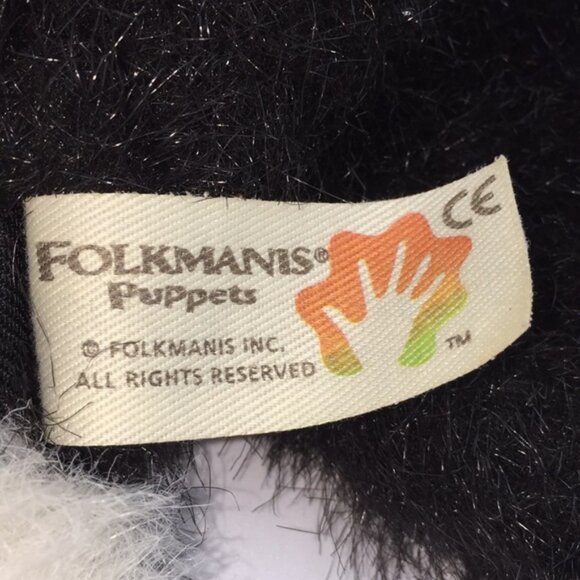 CE
FOLKMANIS®
Puppets
TM
© FOLKMANIS INC.
ALL RIGHTS RESERVED